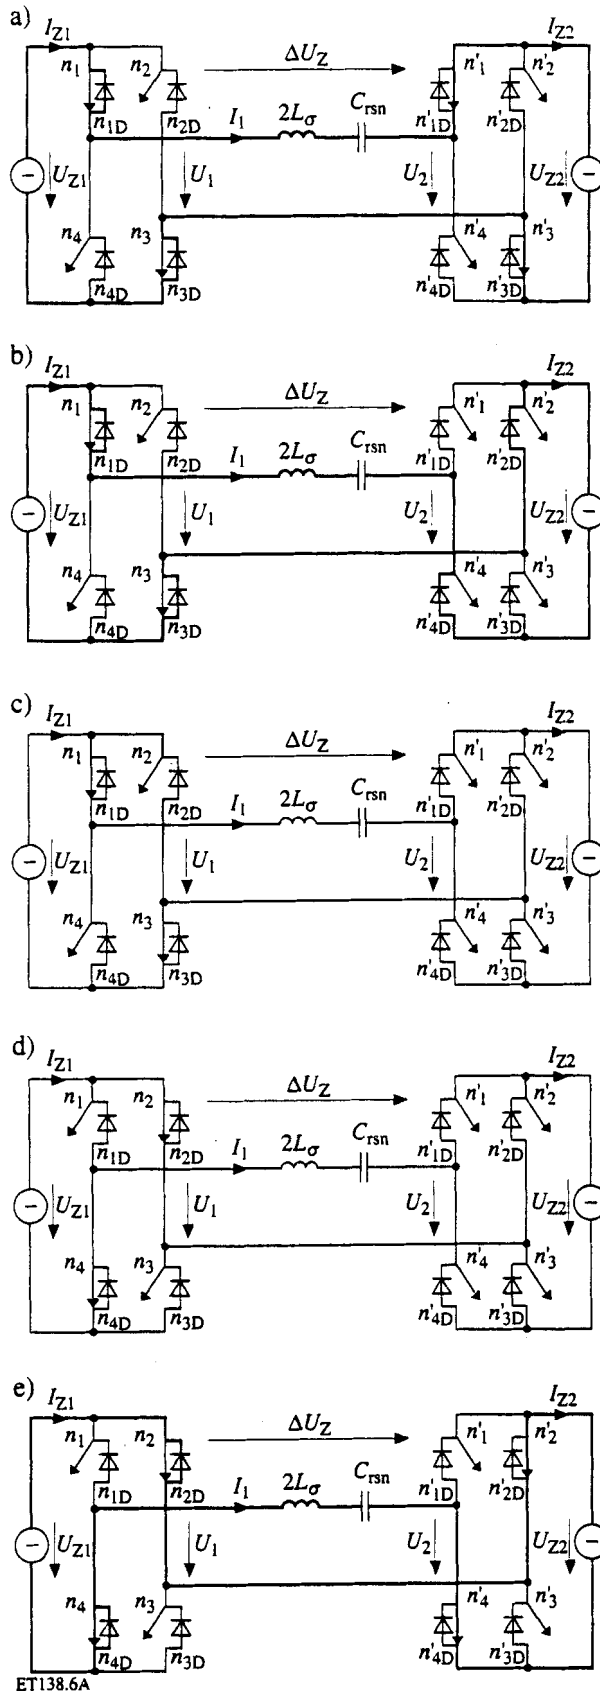 a)
I_Z1 I_Z2
n_1 n_2 ΔU_Z n'_1 n'_2
C_rsn
n_1D n_2D I_1 2L_σ n'_1D n'_2D
U_Z1 U_1 U_2 U_Z2
n_4 n_3 n'_4 n'_3
n_4D n_3D n'_4D n'_3D
b)
I_Z1 I_Z2
n_1 n_2 ΔU_Z n'_1 n'_2
C_rsn
n_1D n_2D I_1 2L_σ n'_1D n'_2D
U_Z1 U_1 U_2 U_Z2
n_4 n_3 n'_4 n'_3
n_4D n_3D n'_4D n'_3D
c)
I_Z1 I_Z2
n_1 n_2 ΔU_Z n'_1 n'_2
C_rsn
n_1D n_2D I_1 2L_σ n'_1D n'_2D
U_Z1 U_1 U_2 U_Z2
n_4 n_3 n'_4 n'_3
n_4D n_3D n'_4D n'_3D
d)
I_Z1 I_Z2
n_1 n_2 ΔU_Z n'_1 n'_2
C_rsn
n_1D n_2D I_1 2L_σ n'_1D n'_2D
U_Z1 U_1 U_2 U_Z2
n_4 n_3 n'_4 n'_3
n_4D n_3D n'_4D n'_3D
e)
I_Z1 I_Z2
n_1 n_2 ΔU_Z n'_1 n'_2
C_rsn
n_1D n_2D I_1 2L_σ n'_1D n'_2D
U_Z1 U_1 U_2 U_Z2
n_4 n_3 n'_4 n'_3
n_4D n_3D n'_4D n'_3D
ET138.6A